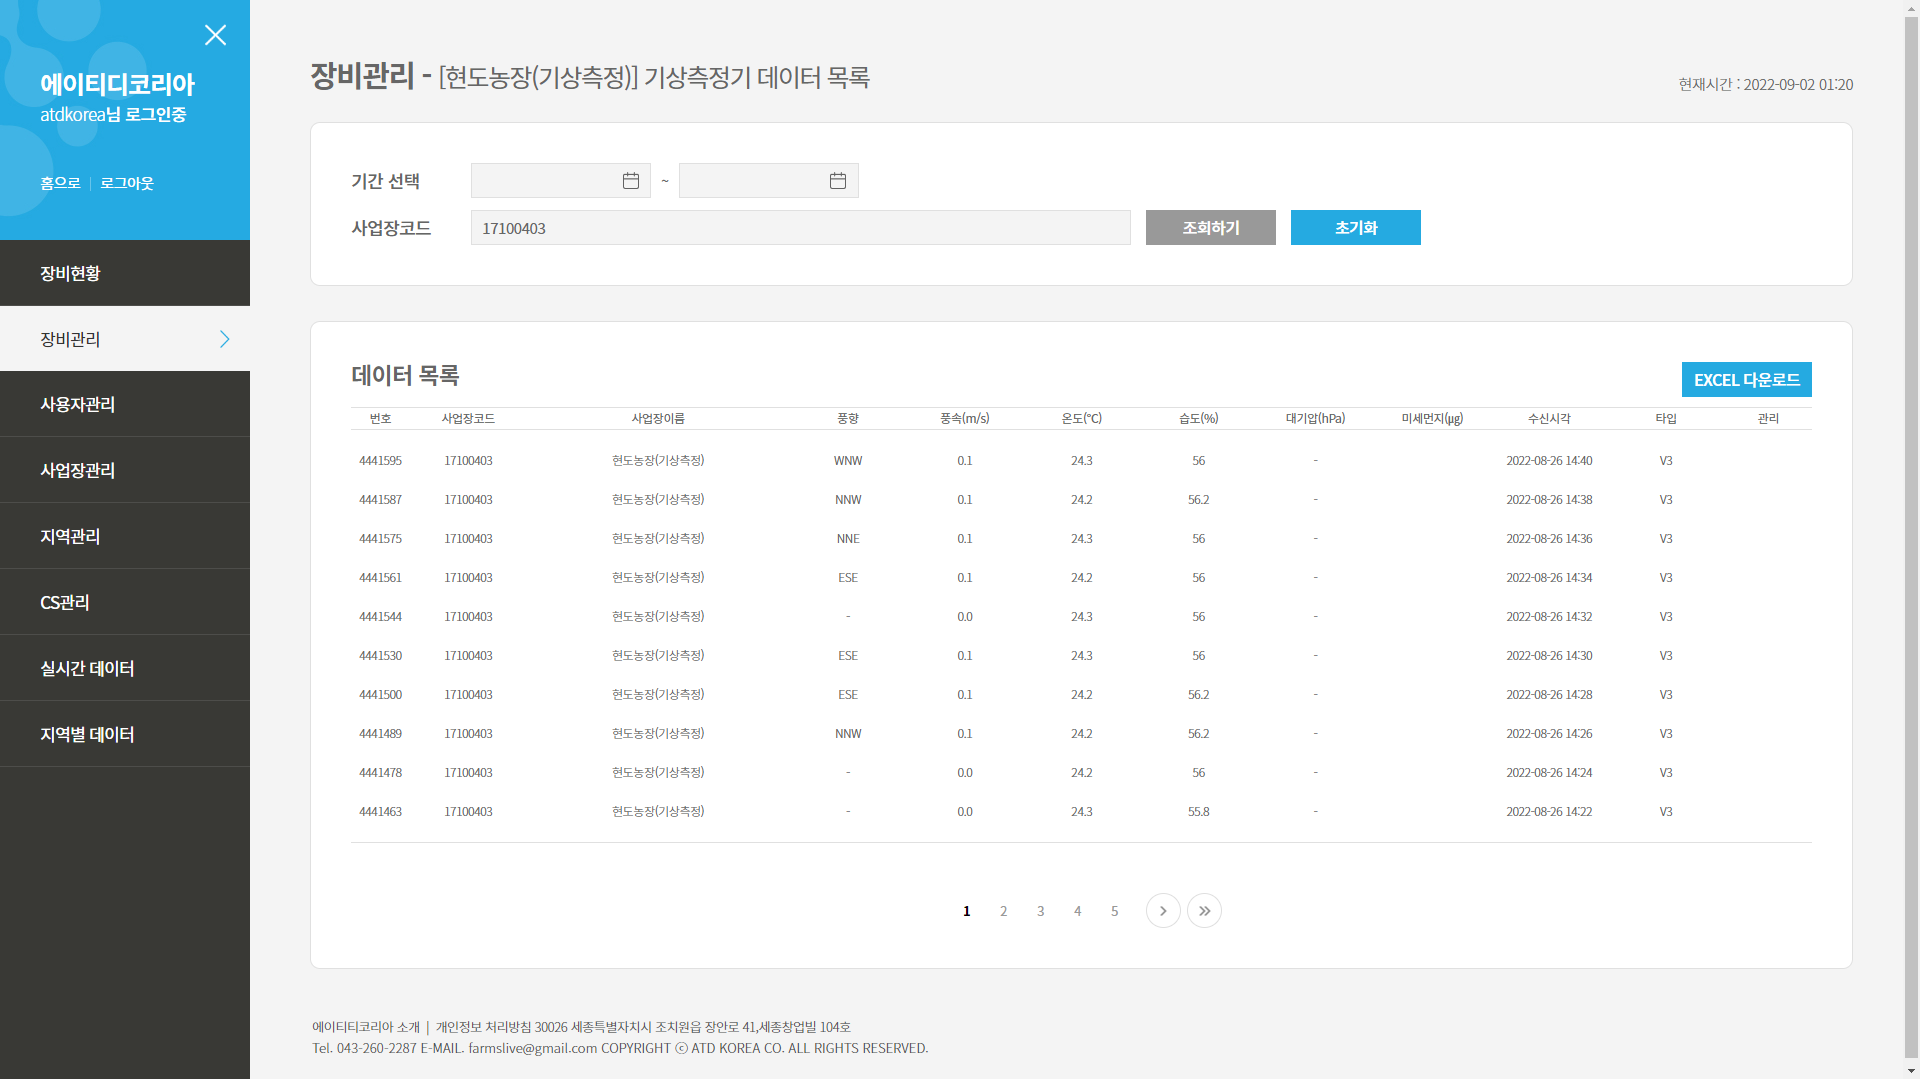 에이티디코리아
atdkorea님 로그인중
홈으로 | 로그아웃
장비현황
장비관리
사용자관리
사업장관리
지역관리
CS관리
실시간 데이터
지역별 데이터
장비관리 - [현도농장(기상측정)] 기상측정기 데이터 목록
현재시간 : 2022-09-02 01:20
기간 선택 ~
사업장코드 17100403 조회하기 초기화
데이터 목록
EXCEL 다운로드
번호 사업장코드 사업장이름 풍향 풍속(m/s) 온도(℃) 습도(%) 대기압(hPa) 미세먼지(㎍) 수신시각 타입 관리
4441595 17100403 현도농장(기상측정) WNW 0.1 24.3 56 - 2022-08-26 14:40 V3
4441587 17100403 현도농장(기상측정) NNW 0.1 24.2 56.2 - 2022-08-26 14:38 V3
4441575 17100403 현도농장(기상측정) NNE 0.1 24.3 56 - 2022-08-26 14:36 V3
4441561 17100403 현도농장(기상측정) ESE 0.1 24.2 56 - 2022-08-26 14:34 V3
4441544 17100403 현도농장(기상측정) - 0.0 24.3 56 - 2022-08-26 14:32 V3
4441530 17100403 현도농장(기상측정) ESE 0.1 24.3 56 - 2022-08-26 14:30 V3
4441500 17100403 현도농장(기상측정) ESE 0.1 24.2 56.2 - 2022-08-26 14:28 V3
4441489 17100403 현도농장(기상측정) NNW 0.1 24.2 56.2 - 2022-08-26 14:26 V3
4441478 17100403 현도농장(기상측정) - 0.0 24.2 56 - 2022-08-26 14:24 V3
4441463 17100403 현도농장(기상측정) - 0.0 24.3 55.8 - 2022-08-26 14:22 V3
1 2 3 4 5
에이티티코리아 소개 | 개인정보 처리방침 30026 세종특별자치시 조치원읍 장안로 41,세종창업빌 104호
Tel. 043-260-2287 E-MAIL. farmslive@gmail.com COPYRIGHT ⓒ ATD KOREA CO. ALL RIGHTS RESERVED.